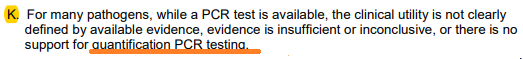 K. For many pathogens, while a PCR test is available, the clinical utility is not clearly
defined by available evidence, evidence is insufficient or inconclusive, or there is no
support for quantification PCR testing.